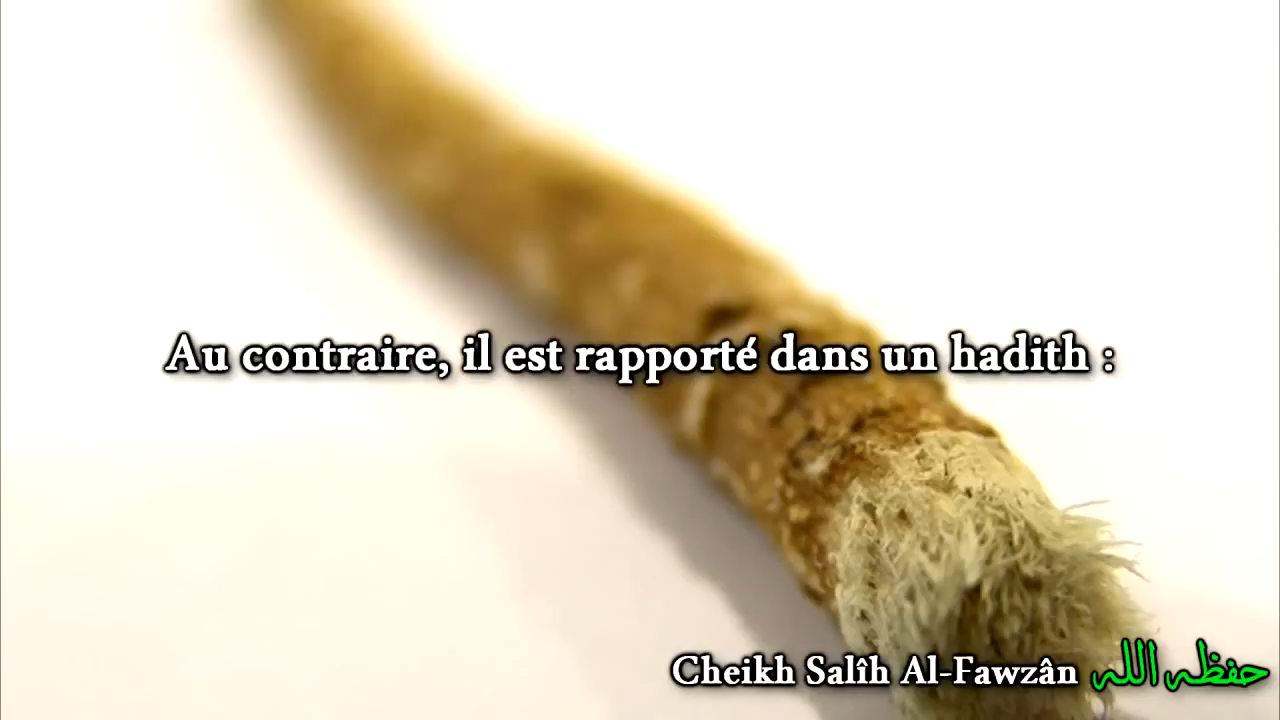 Au contraire, il est rapporté dans un hadith :
Cheikh Salîh Al-Fawzân حفظه الله